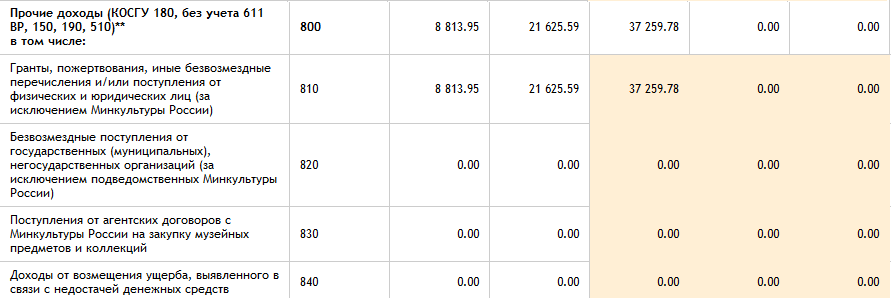 Прочие доходы (КОСГУ 180, без учета 611
ВР, 150, 190, 510)**
в том числе:
800 8 813.95 21 625.59 37 259.78 0.00 0.00
Гранты, пожертвования, иные безвозмездные
перечисления и/или поступления от
физических и юридических лиц (за
исключением Минкультуры России)
810 8 813.95 21 625.59 37 259.78 0.00 0.00
Безвозмездные поступления от
государственных (муниципальных),
негосударственных организаций (за
исключением подведомственных Минкультуры
России)
820 0.00 0.00 0.00 0.00 0.00
Поступления от агентских договоров с
Минкультуры России на закупку музейных
предметов и коллекций
830 0.00 0.00 0.00 0.00 0.00
Доходы от возмещения ущерба, выявленного в
связи с недостачей денежных средств
840 0.00 0.00 0.00 0.00 0.00